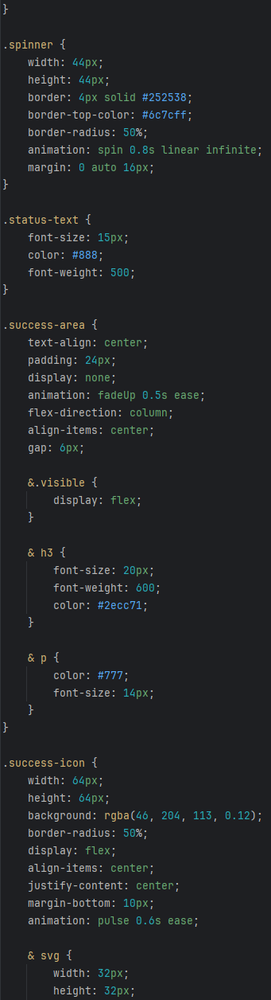 }

.spinner {
    width: 44px;
    height: 44px;
    border: 4px solid #252538;
    border-top-color: #6c7cff;
    border-radius: 50%;
    animation: spin 0.8s linear infinite;
    margin: 0 auto 16px;
}

.status-text {
    font-size: 15px;
    color: #888;
    font-weight: 500;
}

.success-area {
    text-align: center;
    padding: 24px;
    display: none;
    animation: fadeUp 0.5s ease;
    flex-direction: column;
    align-items: center;
    gap: 6px;

    &.visible {
        display: flex;
    }

    & h3 {
        font-size: 20px;
        font-weight: 600;
        color: #2ecc71;
    }

    & p {
        color: #777;
        font-size: 14px;
    }
}

.success-icon {
    width: 64px;
    height: 64px;
    background: rgba(46, 204, 113, 0.12);
    border-radius: 50%;
    display: flex;
    align-items: center;
    justify-content: center;
    margin-bottom: 10px;
    animation: pulse 0.6s ease;

    & svg {
        width: 32px;
        height: 32px;